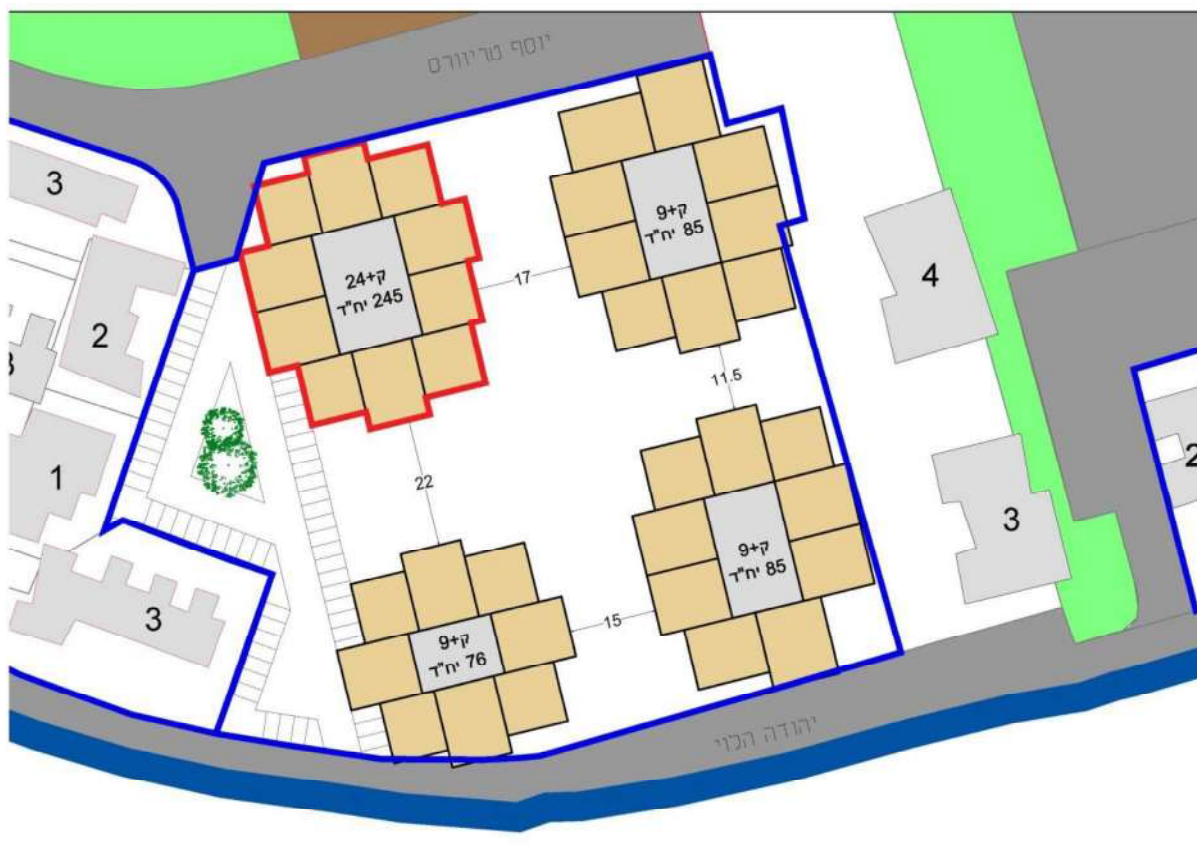 יוסף טריוורס
3
ק+9
85 יח"ד
2
ק+24
245 יח"ד
17
4
3
11.5
1
2
22
3
ק+9
85 יח"ד
3
ק+9
76 יח"ד
15
יהודה הלוי